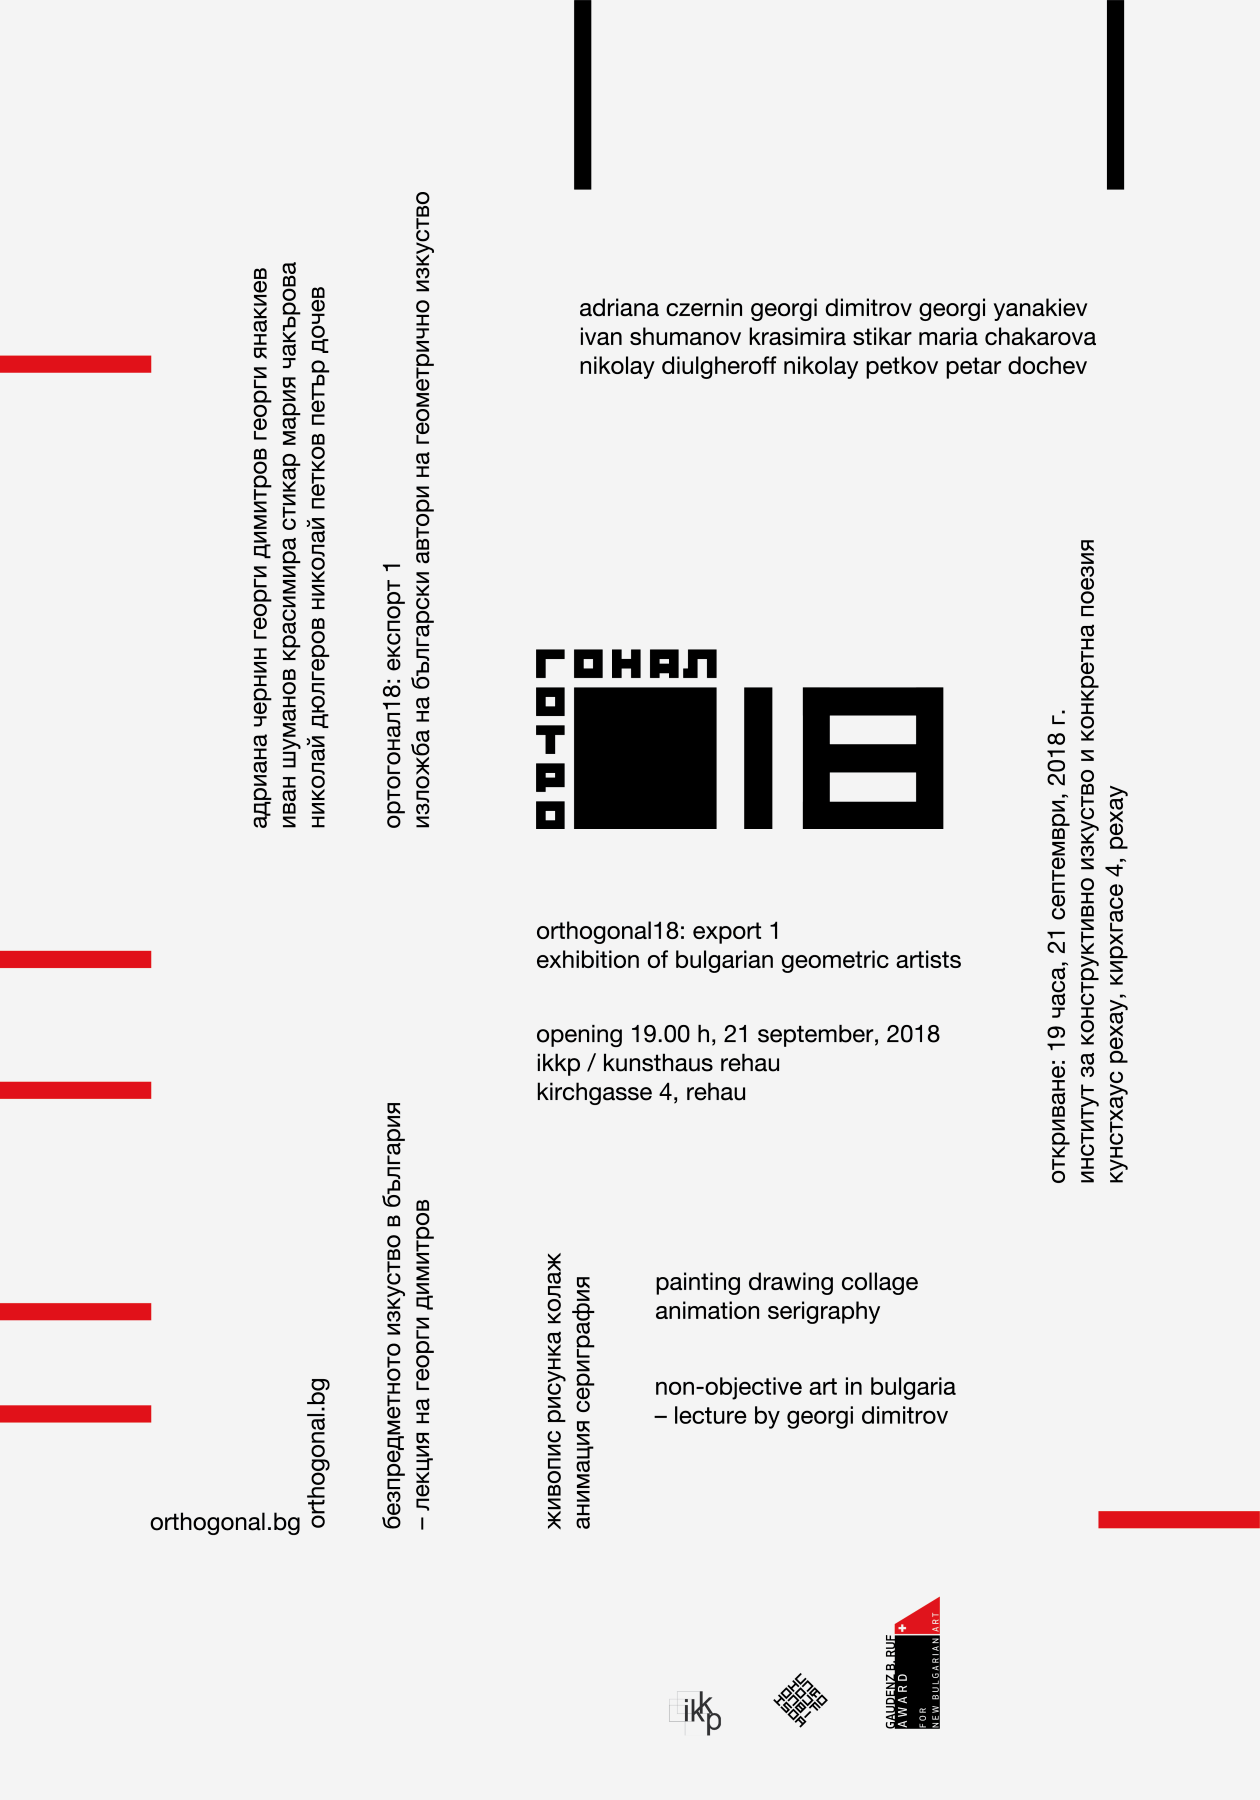 adriana czernin georgi dimitrov georgi yanakiev
ivan shumanov krasimira stikar maria chakarova
nikolay diulgheroff nikolay petkov petar dochev
адриана чернин георги димитров георги янакиев
иван шуманов красимира стикар мария чакърова
николай дюлгеров николай петков петър дочев
ортогонал18: експорт 1
изложба на български автори на геометрично изкуство
ортогонал 18
orthogonal18: export 1
exhibition of bulgarian geometric artists
opening 19.00 h, 21 september, 2018
ikkp / kunsthaus rehau
kirchgasse 4, rehau
откриване: 19 часа, 21 септември, 2018 г.
институт за конструктивно изкуство и конкретна поезия
кунстхаус рехау, кирхгасе 4, рехау
безпредметното изкуство в българия
– лекция на георги димитров
живопис рисунка колаж
анимация сериграфия
painting drawing collage
animation serigraphy
non-objective art in bulgaria
– lecture by georgi dimitrov
orthogonal.bg
orthogonal.bg
ikkp
GAUDENZ B. RUF
AWARD
FOR
NEW BULGARIAN ART